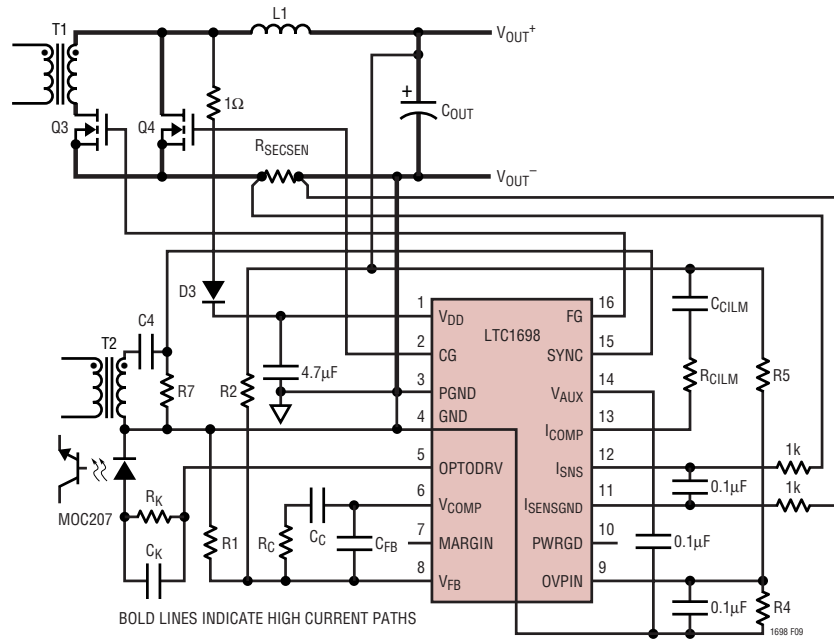 T1
L1
VOUT+
1Ω
+
COUT
Q3
Q4
RSECSEN
VOUT−
D3
CCILM
T2
C4
1
VDD
LTC1698
FG
16
2
CG
SYNC
15
4.7µF
R7
R2
3
PGND
VAUX
14
RCILM
R5
4
GND
ICOMP
13
5
OPTODRV
ISNS
12
1k
RK
MOC207
6
VCOMP
ISENSGND
11
0.1µF
1k
CK
R1
RC
CC
CFB
7
MARGIN
PWRGD
10
0.1µF
8
VFB
OVPIN
9
0.1µF
R4
BOLD LINES INDICATE HIGH CURRENT PATHS
1698 F09